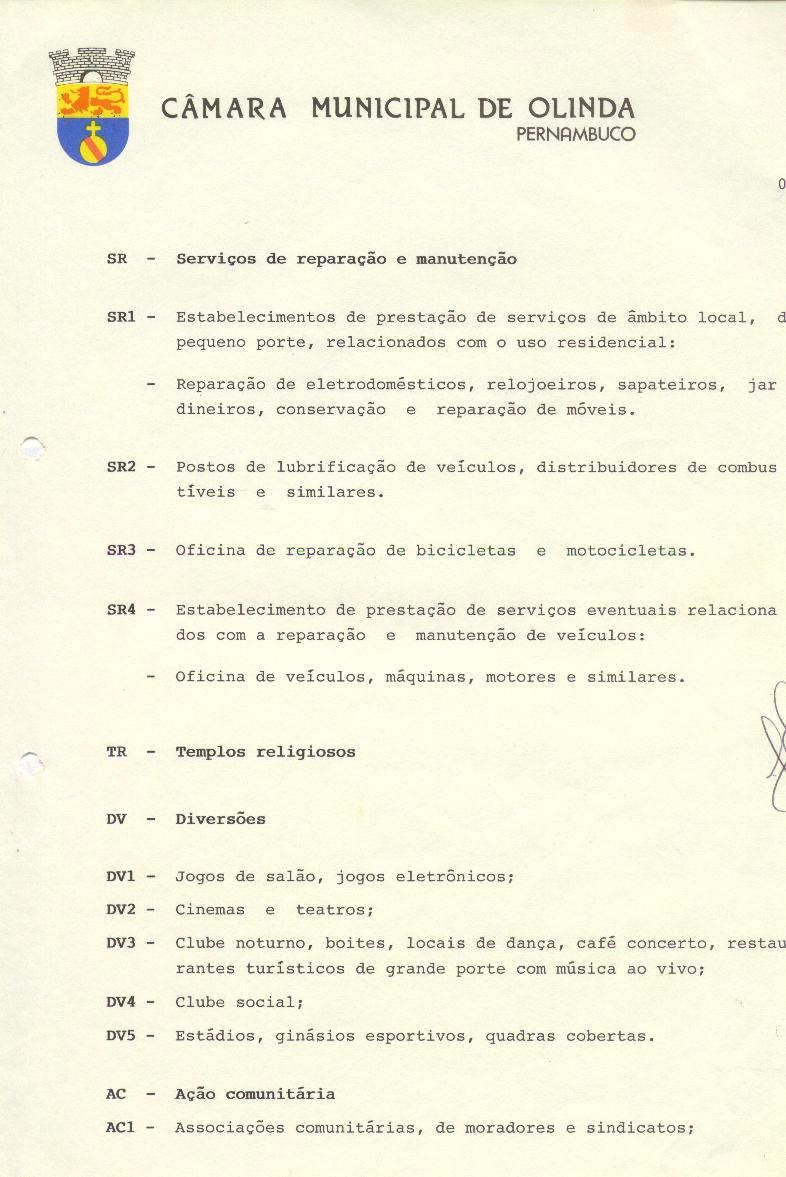 CÂMARA MUNICIPAL DE OLINDA
PERNAMBUCO
0
SR - Serviços de reparação e manutenção
SR1 - Estabelecimentos de prestação de serviços de âmbito local, d
pequeno porte, relacionados com o uso residencial:
- Reparação de eletrodomésticos, relojoeiros, sapateiros, jar
dineiros, conservação e reparação de móveis.
SR2 - Postos de lubrificação de veículos, distribuidores de combus
tíveis e similares.
SR3 - Oficina de reparação de bicicletas e motocicletas.
SR4 - Estabelecimento de prestação de serviços eventuais relaciona
dos com a reparação e manutenção de veículos:
- Oficina de veículos, máquinas, motores e similares.
TR - Templos religiosos
DV - Diversões
DV1 - Jogos de salão, jogos eletrônicos;
DV2 - Cinemas e teatros;
DV3 - Clube noturno, boites, locais de dança, café concerto, restau
rantes turísticos de grande porte com música ao vivo;
DV4 - Clube social;
DV5 - Estádios, ginásios esportivos, quadras cobertas.
AC - Ação comunitária
AC1 - Associações comunitárias, de moradores e sindicatos;